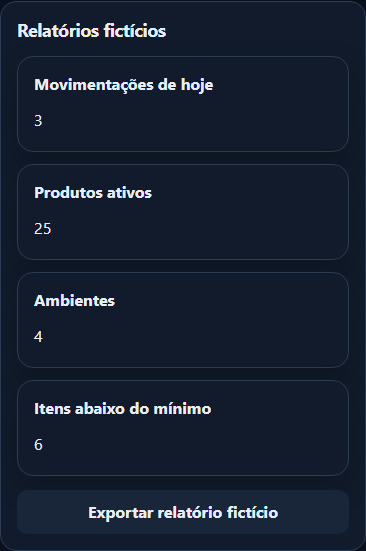 Relatórios fictícios
Movimentações de hoje
3
Produtos ativos
25
Ambientes
4
Itens abaixo do mínimo
6
Exportar relatório fictício